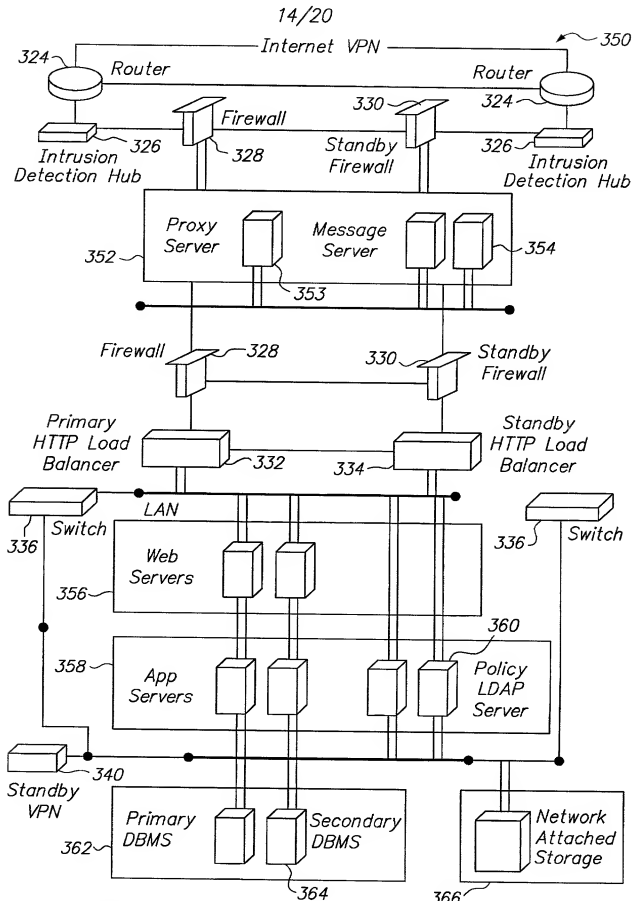 14/20
Internet VPN
350
324
Router
Router
324
330
Firewall
326
328
Standby
Firewall
326
Intrusion
Detection Hub
Intrusion
Detection Hub
Proxy
Server
Message
Server
352
353
354
Firewall
328
330
Standby
Firewall
Primary
HTTP Load
Balancer
332
334
Standby
HTTP Load
Balancer
LAN
336
Switch
336
Switch
Web
Servers
356
360
358
App
Servers
Policy
LDAP
Server
340
Standby
VPN
Primary
DBMS
Secondary
DBMS
362
364
Network
Attached
Storage
366